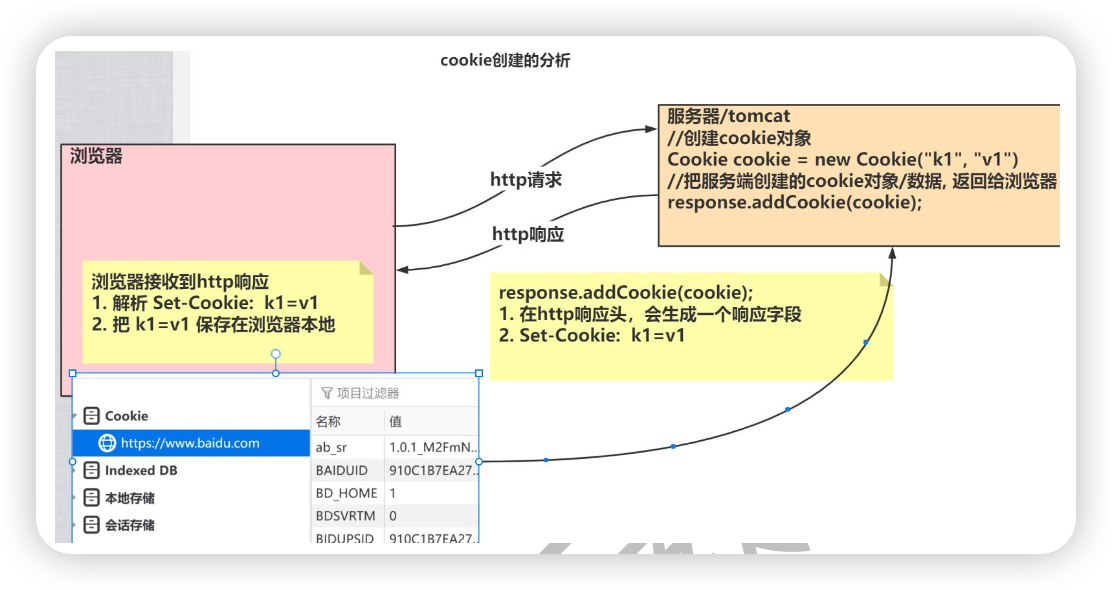 cookie创建的分析
浏览器
服务器/tomcat
//创建cookie对象
Cookie cookie = new Cookie("k1", "v1")
//把服务端创建的cookie对象/数据, 返回给浏览器
response.addCookie(cookie);
http请求
http响应
浏览器接收到http响应
1. 解析 Set-Cookie: k1=v1
2. 把 k1=v1 保存在浏览器本地
response.addCookie(cookie);
1. 在http响应头，会生成一个响应字段
2. Set-Cookie: k1=v1
项目过滤器
Cookie
https://www.baidu.com
Indexed DB
本地存储
会话存储
名称 值
ab_sr 1.0.1_M2FmN...
BAIDUID 910C1B7EA27...
BD_HOME 1
BDSVRTM 0
BIDUPSID 910C1B7EA27...